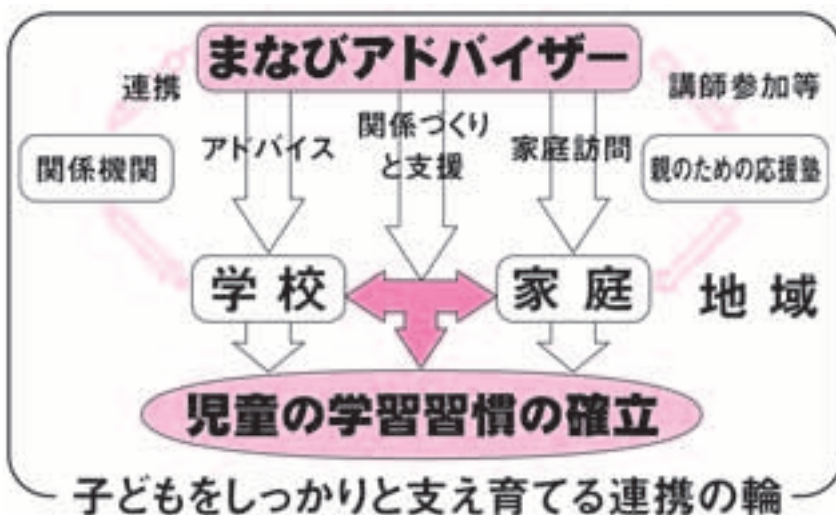 まなびアドバイザー
連携
講師参加等
アドバイス
関係づくり
と支援
家庭訪問
関係機関
親のための応援塾
学校
家庭
地域
児童の学習習慣の確立
子どもをしっかりと支え育てる連携の輪